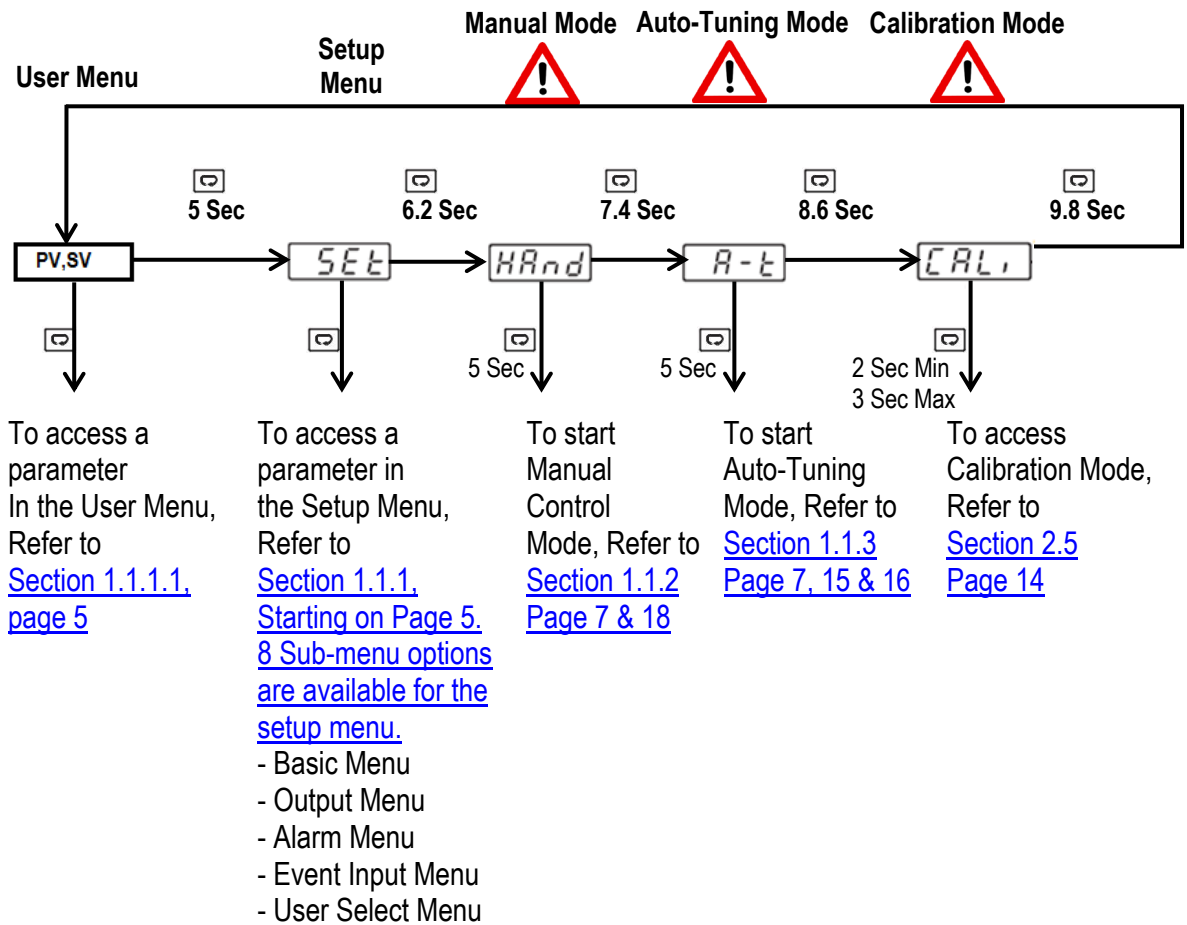 Manual Mode Auto-Tuning Mode Calibration Mode
Setup
Menu
User Menu
5 Sec
6.2 Sec
7.4 Sec
8.6 Sec
9.8 Sec
PV,SV
SEt
HAnd
A-t
CALi
5 Sec
5 Sec
2 Sec Min
3 Sec Max
To access a
parameter
In the User Menu,
Refer to
Section 1.1.1.1,
page 5
To access a
parameter in
the Setup Menu,
Refer to
Section 1.1.1,
Starting on Page 5.
8 Sub-menu options
are available for the
setup menu.
- Basic Menu
- Output Menu
- Alarm Menu
- Event Input Menu
- User Select Menu
To start
Manual
Control
Mode, Refer to
Section 1.1.2
Page 7 & 18
To start
Auto-Tuning
Mode, Refer to
Section 1.1.3
Page 7, 15 & 16
To access
Calibration Mode,
Refer to
Section 2.5
Page 14